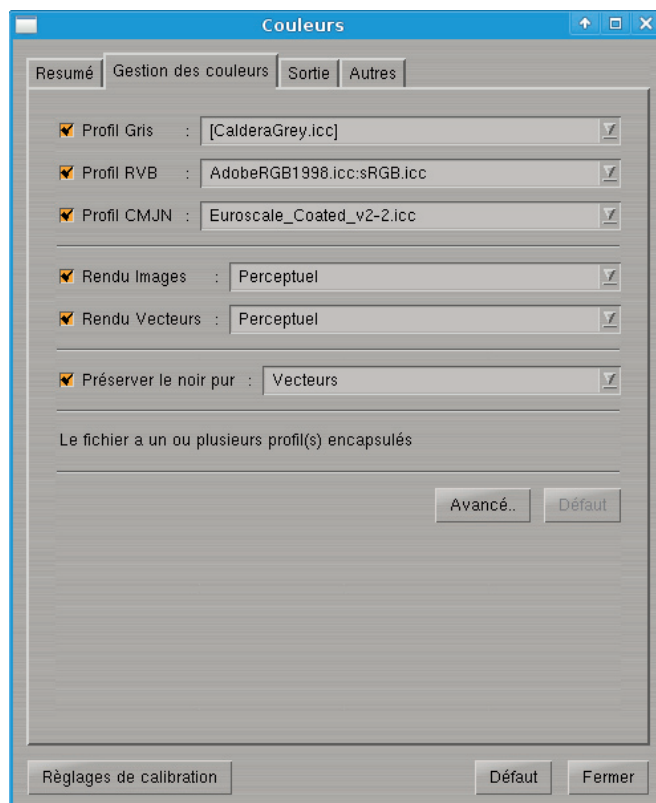 Couleurs
Resumé Gestion des couleurs Sortie Autres
Profil Gris : [CalderaGrey.icc]
Profil RVB : AdobeRGB1998.icc:sRGB.icc
Profil CMJN : Euroscale_Coated_v2-2.icc
Rendu Images : Perceptuel
Rendu Vecteurs : Perceptuel
Préserver le noir pur : Vecteurs
Le fichier a un ou plusieurs profil(s) encapsulés
Avancé.. Défaut
Règlages de calibration Défaut Fermer